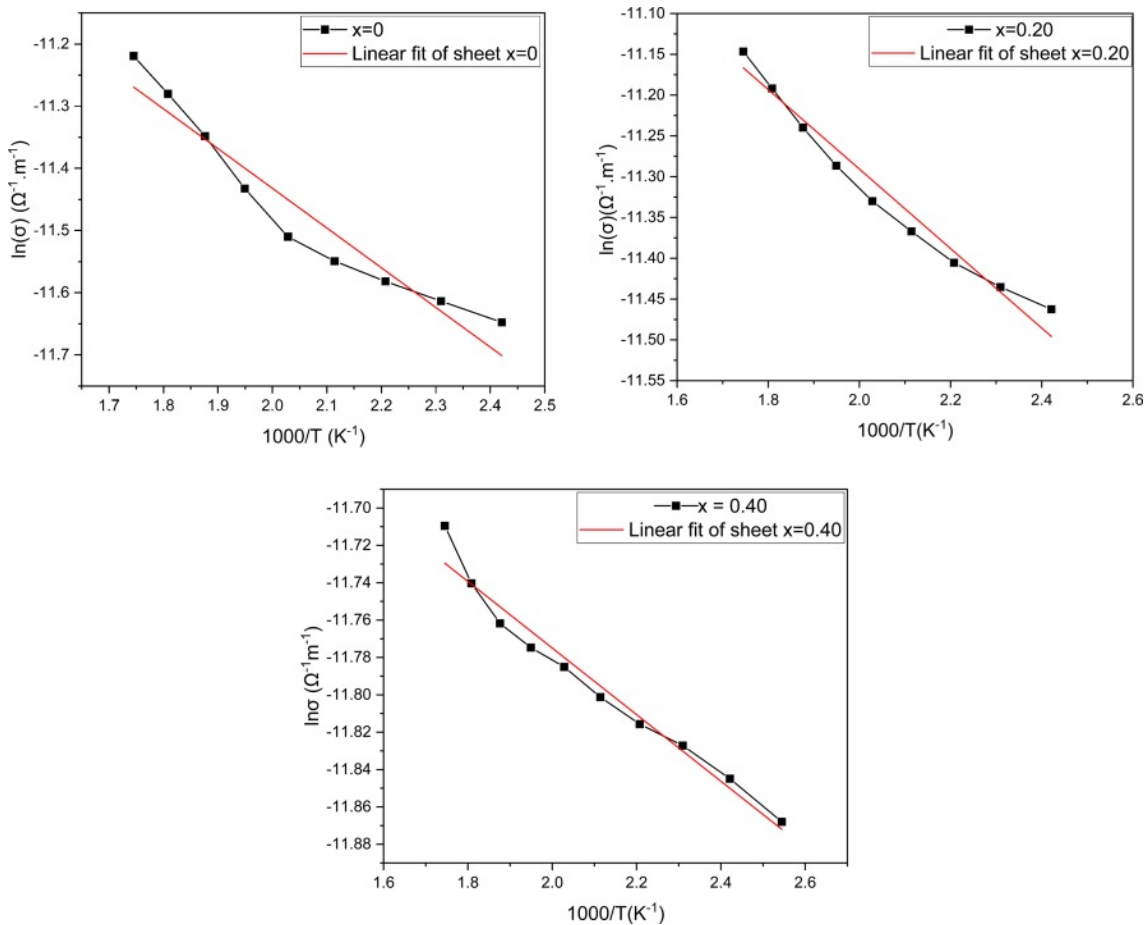 x=0
Linear fit of sheet x=0
-11.2
-11.3
-11.4
-11.5
-11.6
-11.7
ln(σ) (Ω⁻¹.m⁻¹)
1.7 1.8 1.9 2.0 2.1 2.2 2.3 2.4 2.5
1000/T (K⁻¹)
x=0.20
Linear fit of sheet x=0.20
-11.10
-11.15
-11.20
-11.25
-11.30
-11.35
-11.40
-11.45
-11.50
-11.55
ln(σ)(Ω⁻¹.m⁻¹)
1.6 1.8 2.0 2.2 2.4 2.6
1000/T(K⁻¹)
x = 0.40
Linear fit of sheet x=0.40
-11.70
-11.72
-11.74
-11.76
-11.78
-11.80
-11.82
-11.84
-11.86
-11.88
lnσ (Ω⁻¹m⁻¹)
1.6 1.8 2.0 2.2 2.4 2.6
1000/T(K⁻¹)